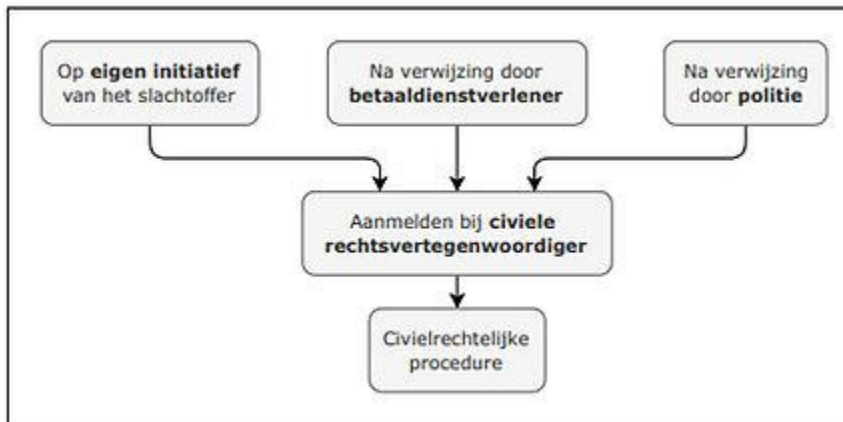 Op eigen initiatief
van het slachtoffer
Na verwijzing door
betaaldienstverlener
Na verwijzing
door politie
Aanmelden bij civiele
rechtsvertegenwoordiger
Civielrechtelijke
procedure